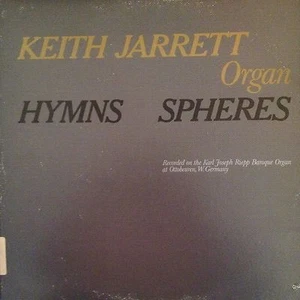 KEITH JARRETT
Organ
HYMNS SPHERES
Recorded on the Karl Joseph Riepp Baroque Organ
at Ottobeuren, W. Germany